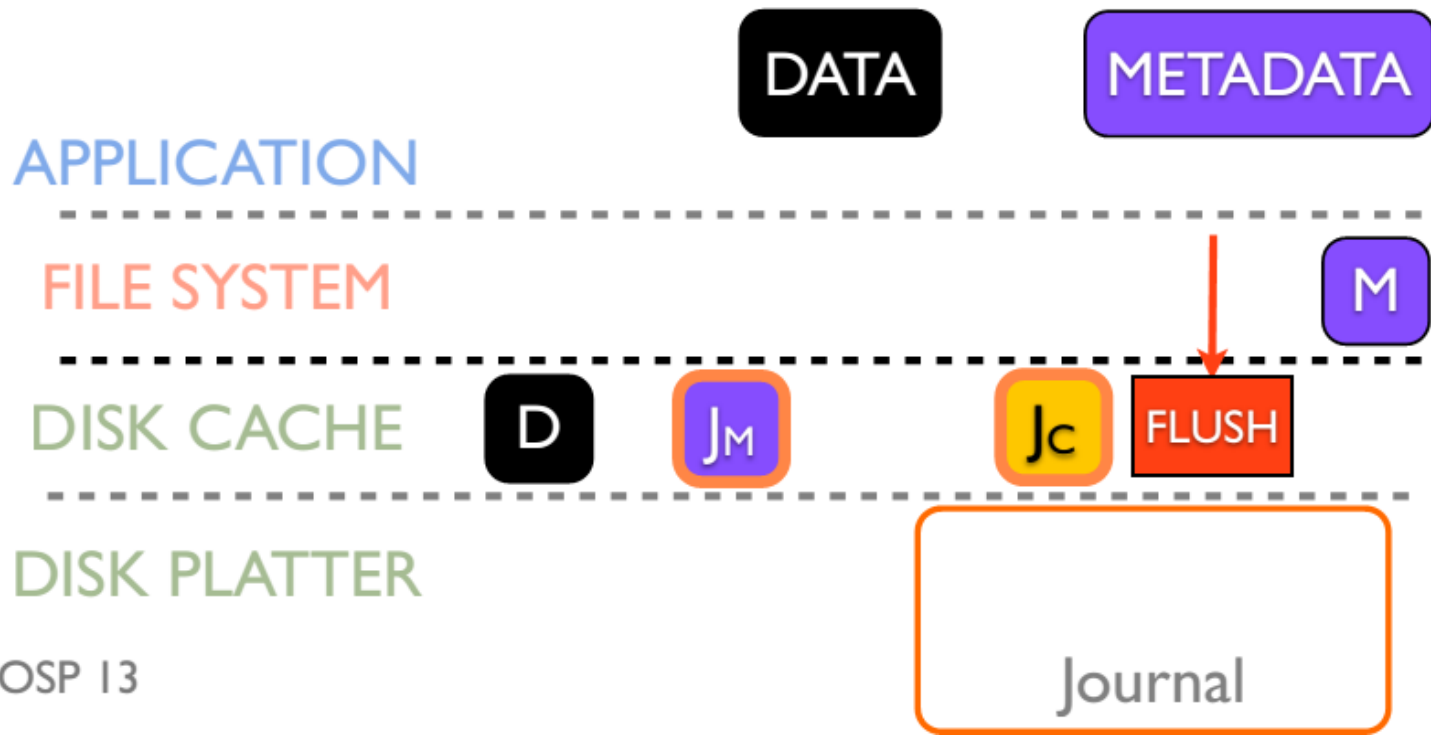 DATA METADATA
APPLICATION
FILE SYSTEM M
DISK CACHE D JM JC FLUSH
DISK PLATTER
OSP 13 Journal